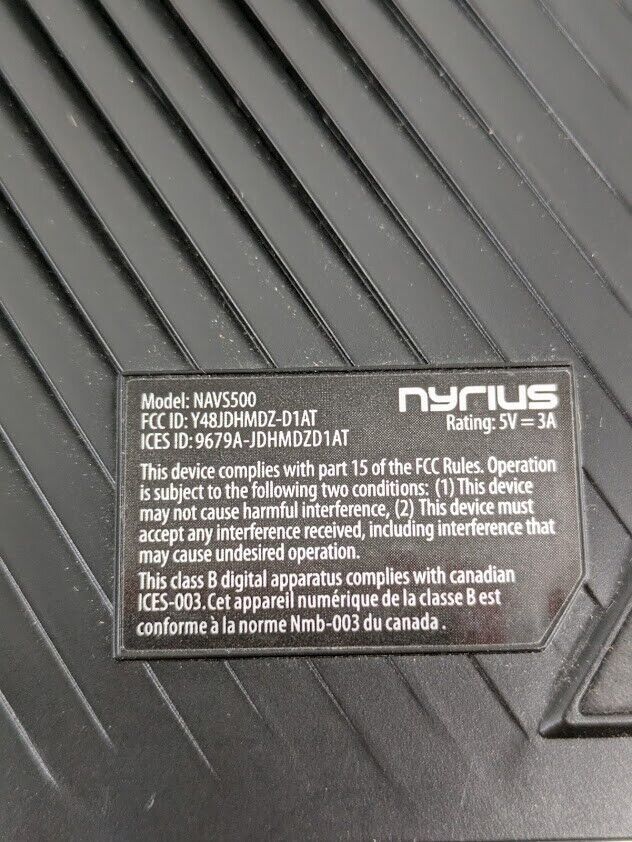 Model: NAVS500
FCC ID: Y48JDHMDZ-D1AT
ICES ID: 9679A-JDHMDZD1AT
nyrius
Rating: 5V ⎓ 3A
This device complies with part 15 of the FCC Rules. Operation
is subject to the following two conditions: (1) This device
may not cause harmful interference, (2) This device must
accept any interference received, including interference that
may cause undesired operation.
This class B digital apparatus complies with canadian
ICES-003.Cet appareil numérique de la classe B est
conforme à la norme Nmb-003 du canada .